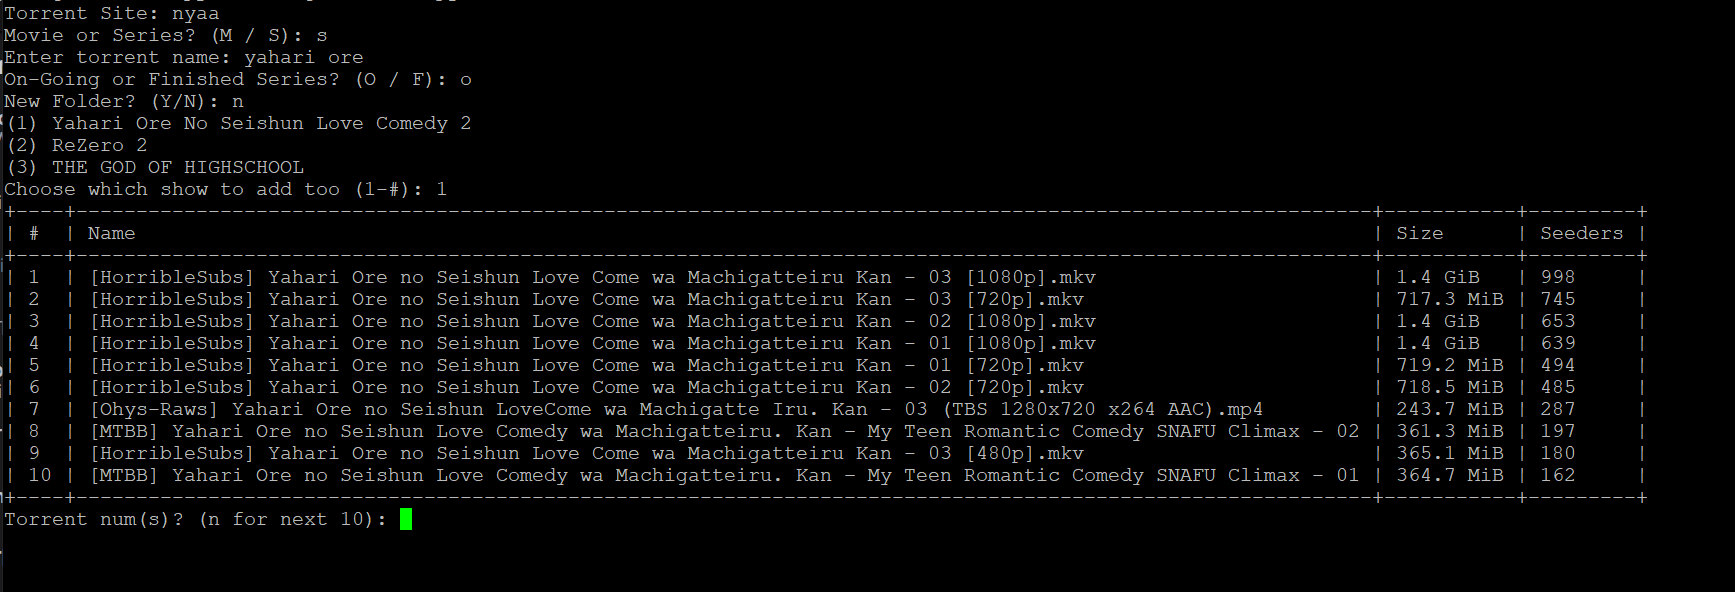 Torrent Site: nyaa
Movie or Series? (M / S): s
Enter torrent name: yahari ore
On-Going or Finished Series? (O / F): o
New Folder? (Y/N): n
(1) Yahari Ore No Seishun Love Comedy 2
(2) ReZero 2
(3) THE GOD OF HIGHSCHOOL
Choose which show to add too (1-#): 1
+----+------------------------------------------------------------------------------------------------------------+-----------+---------+
| #  | Name | Size | Seeders |
+----+------------------------------------------------------------------------------------------------------------+-----------+---------+
| 1 | [HorribleSubs] Yahari Ore no Seishun Love Come wa Machigatteiru Kan - 03 [1080p].mkv | 1.4 GiB | 998 |
| 2 | [HorribleSubs] Yahari Ore no Seishun Love Come wa Machigatteiru Kan - 03 [720p].mkv | 717.3 MiB | 745 |
| 3 | [HorribleSubs] Yahari Ore no Seishun Love Come wa Machigatteiru Kan - 02 [1080p].mkv | 1.4 GiB | 653 |
| 4 | [HorribleSubs] Yahari Ore no Seishun Love Come wa Machigatteiru Kan - 01 [1080p].mkv | 1.4 GiB | 639 |
| 5 | [HorribleSubs] Yahari Ore no Seishun Love Come wa Machigatteiru Kan - 01 [720p].mkv | 719.2 MiB | 494 |
| 6 | [HorribleSubs] Yahari Ore no Seishun Love Come wa Machigatteiru Kan - 02 [720p].mkv | 718.5 MiB | 485 |
| 7 | [Ohys-Raws] Yahari Ore no Seishun LoveCome wa Machigatte Iru. Kan - 03 (TBS 1280x720 x264 AAC).mp4 | 243.7 MiB | 287 |
| 8 | [MTBB] Yahari Ore no Seishun Love Comedy wa Machigatteiru. Kan - My Teen Romantic Comedy SNAFU Climax - 02 | 361.3 MiB | 197 |
| 9 | [HorribleSubs] Yahari Ore no Seishun Love Come wa Machigatteiru Kan - 03 [480p].mkv | 365.1 MiB | 180 |
| 10 | [MTBB] Yahari Ore no Seishun Love Comedy wa Machigatteiru. Kan - My Teen Romantic Comedy SNAFU Climax - 01 | 364.7 MiB | 162 |
+----+------------------------------------------------------------------------------------------------------------+-----------+---------+
Torrent num(s)? (n for next 10):